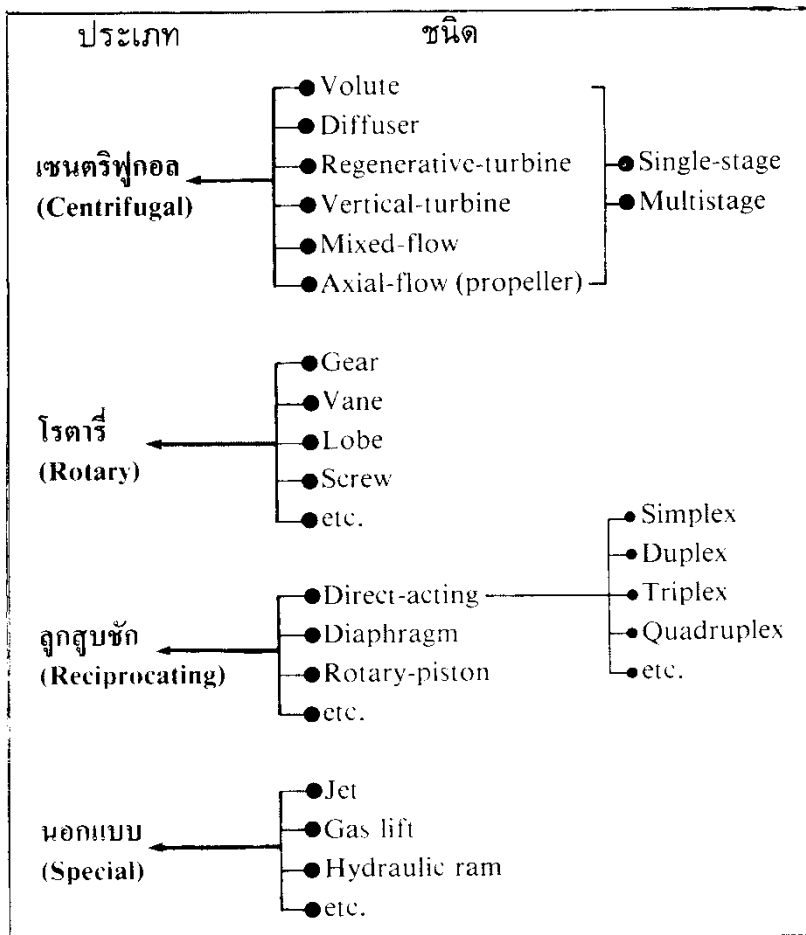 ประเภท ชนิด
Volute
Diffuser
Regenerative-turbine
Vertical-turbine
Mixed-flow
Axial-flow (propeller)
Single-stage
Multistage
เซนตริฟูกอล
(Centrifugal)
Gear
Vane
Lobe
Screw
etc.
โรตารี่
(Rotary)
Direct-acting
Diaphragm
Rotary-piston
etc.
Simplex
Duplex
Triplex
Quadruplex
etc.
ลูกสูบชัก
(Reciprocating)
Jet
Gas lift
Hydraulic ram
etc.
นอกแบบ
(Special)